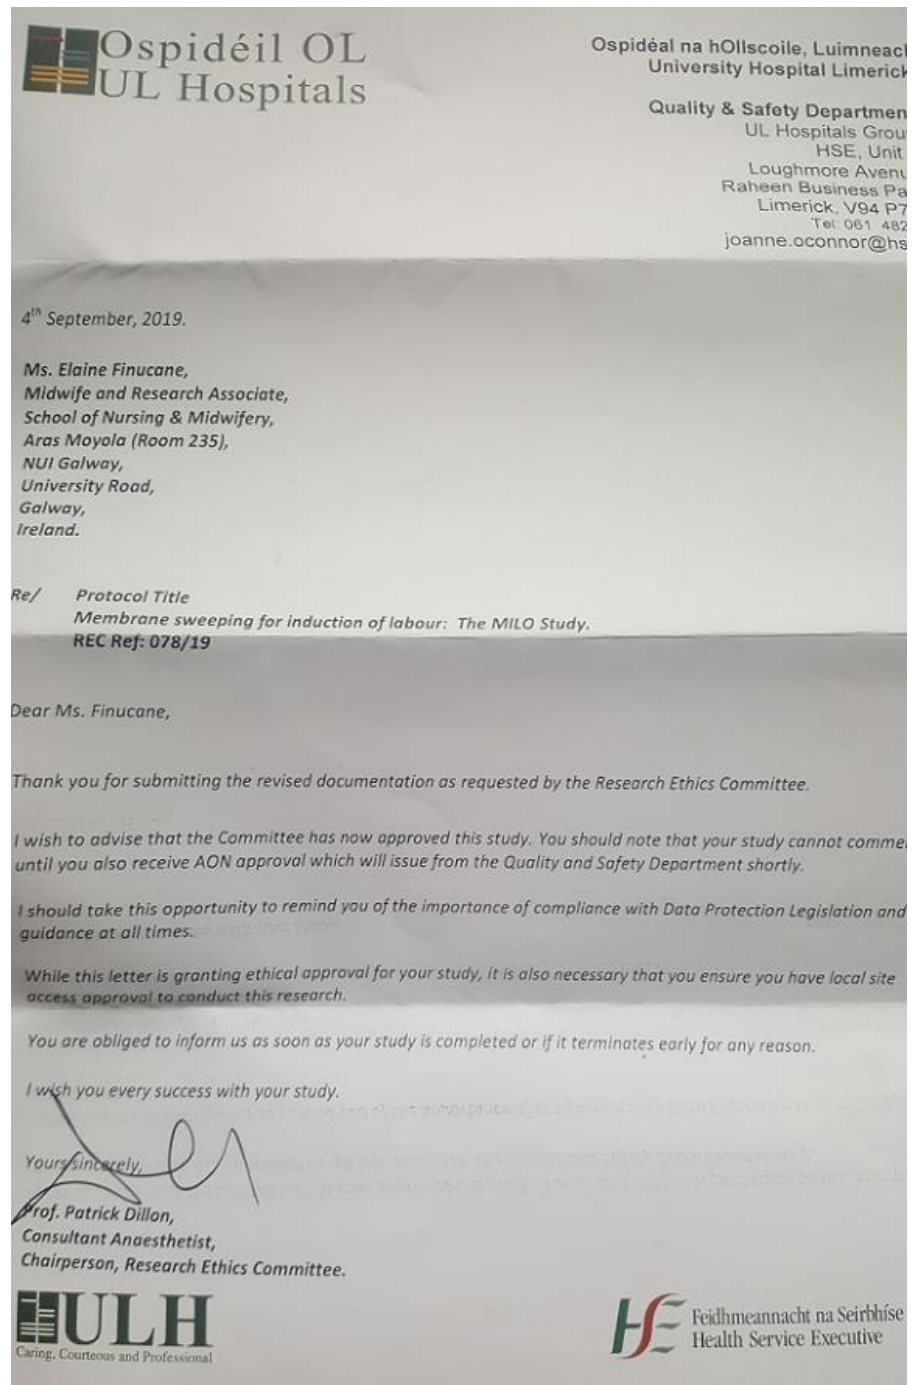 Ospidéil OL
UL Hospitals
Ospidéal na hOllscoile, Luimneach
University Hospital Limerick
Quality & Safety Departmen
UL Hospitals Grou
HSE, Unit
Loughmore Avenu
Raheen Business Pa
Limerick, V94 P7
Tel: 061 482
joanne.oconnor@hs
4th September, 2019.
Ms. Elaine Finucane,
Midwife and Research Associate,
School of Nursing & Midwifery,
Aras Moyola (Room 235),
NUI Galway,
University Road,
Galway,
Ireland.
Re/ Protocol Title
Membrane sweeping for induction of labour: The MILO Study.
REC Ref: 078/19
Dear Ms. Finucane,
Thank you for submitting the revised documentation as requested by the Research Ethics Committee.
I wish to advise that the Committee has now approved this study. You should note that your study cannot comme
until you also receive AON approval which will issue from the Quality and Safety Department shortly.
I should take this opportunity to remind you of the importance of compliance with Data Protection Legislation and
guidance at all times.
While this letter is granting ethical approval for your study, it is also necessary that you ensure you have local site
access approval to conduct this research.
You are obliged to inform us as soon as your study is completed or if it terminates early for any reason.
I wish you every success with your study.
Yours sincerely,
Prof. Patrick Dillon,
Consultant Anaesthetist,
Chairperson, Research Ethics Committee.
ULH
Caring, Courteous and Professional
Feidhmeannacht na Seirbhíse
Health Service Executive